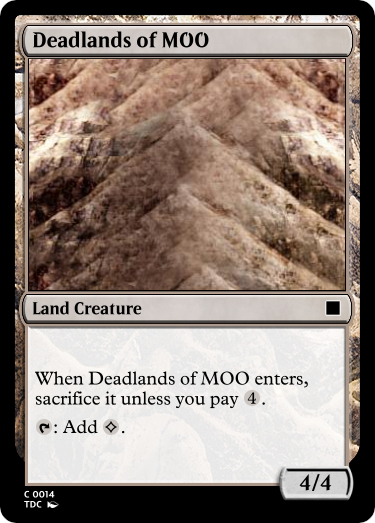 Deadlands of MOO
Land Creature
When Deadlands of MOO enters,
sacrifice it unless you pay 4.
: Add .
4/4
C 0014
TDC